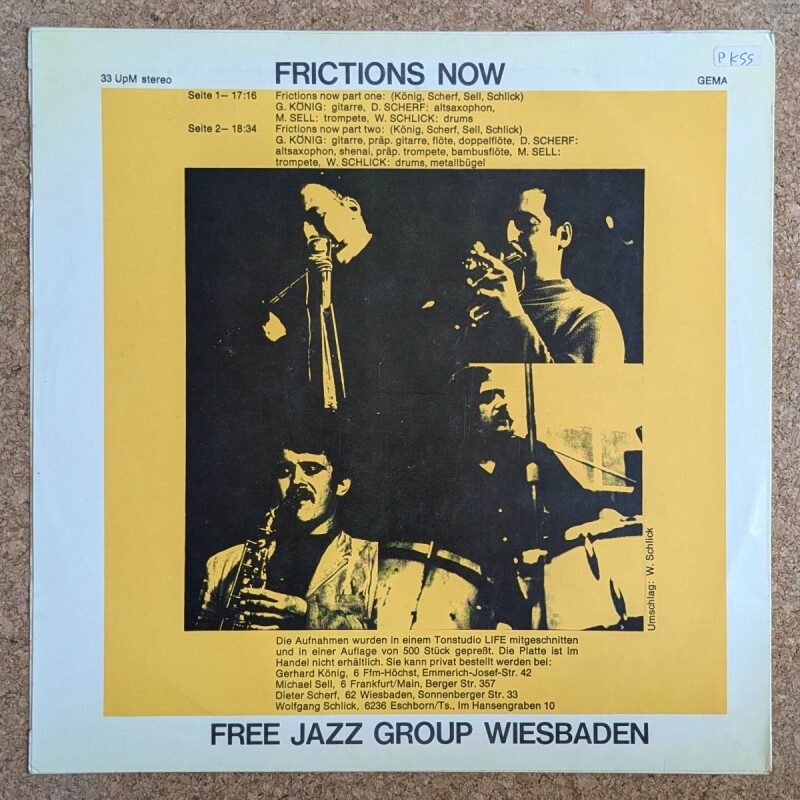 P KSS
33 UpM stereo
FRICTIONS NOW
GEMA
Seite 1– 17:16 Frictions now part one: (König, Scherf, Sell, Schlick)
G. KÖNIG: gitarre, D. SCHERF: altsaxophon,
M. SELL: trompete, W. SCHLICK: drums
Seite 2– 18:34 Frictions now part two: (König, Scherf, Sell, Schlick)
G. KÖNIG: gitarre, präp. gitarre, flöte, doppelflöte, D. SCHERF:
altsaxophon, shenai, präp. trompete, bambusflöte, M. SELL:
trompete, W. SCHLICK: drums, metallbügel
Umschlag: W. Schlick
Die Aufnahmen wurden in einem Tonstudio LIFE mitgeschnitten
und in einer Auflage von 500 Stück gepreßt. Die Platte ist im
Handel nicht erhältlich. Sie kann privat bestellt werden bei:
Gerhard König, 6 Ffm-Höchst, Emmerich-Josef-Str. 42
Michael Sell, 6 Frankfurt/Main, Berger Str. 357
Dieter Scherf, 62 Wiesbaden, Sonnenberger Str. 33
Wolfgang Schlick, 6236 Eschborn/Ts., Im Hansengraben 10
FREE JAZZ GROUP WIESBADEN